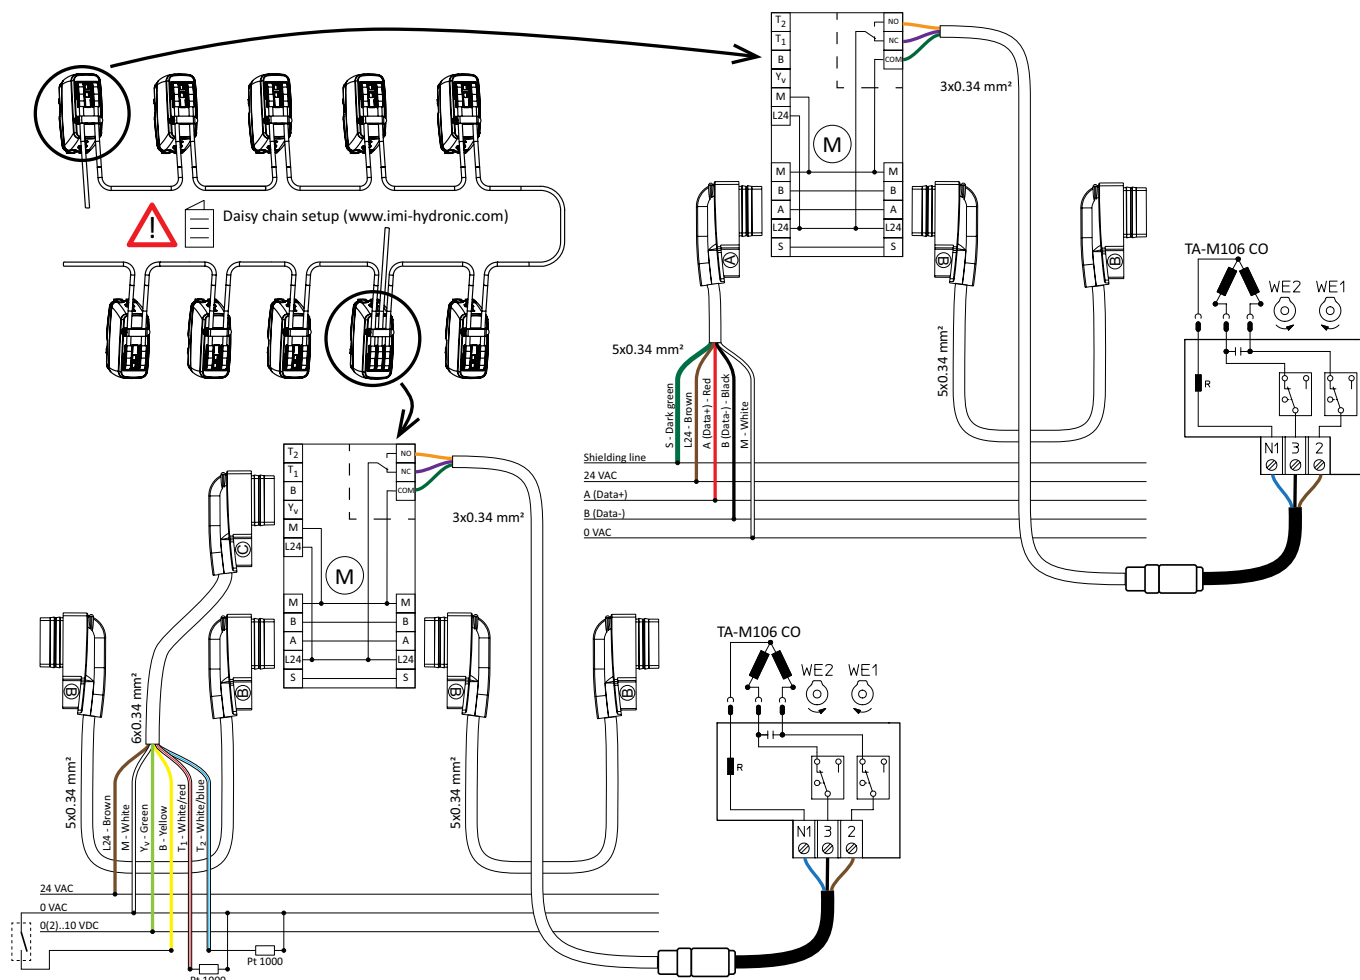 T2
T1
B
Yv
M
L24
NO
NC
COM
3x0.34 mm²
M
M
B
A
L24
S
M
B
A
L24
S
Daisy chain setup (www.imi-hydronic.com)
!
A
B
B
5x0.34 mm²
5x0.34 mm²
S - Dark green
L24 - Brown
A (Data+) - Red
B (Data-) - Black
M - White
Shielding line
24 VAC
A (Data+)
B (Data-)
0 VAC
TA-M106 CO
WE2
WE1
R
N1
3
2
T2
T1
B
Yv
M
L24
NO
NC
COM
3x0.34 mm²
M
M
B
A
L24
S
M
B
A
L24
S
C
B
B
B
B
6x0.34 mm²
5x0.34 mm²
5x0.34 mm²
L24 - Brown
M - White
Yv - Green
B - Yellow
T1 - White/red
T2 - White/blue
24 VAC
0 VAC
0(2)..10 VDC
Pt 1000
Pt 1000
TA-M106 CO
WE2
WE1
R
N1
3
2